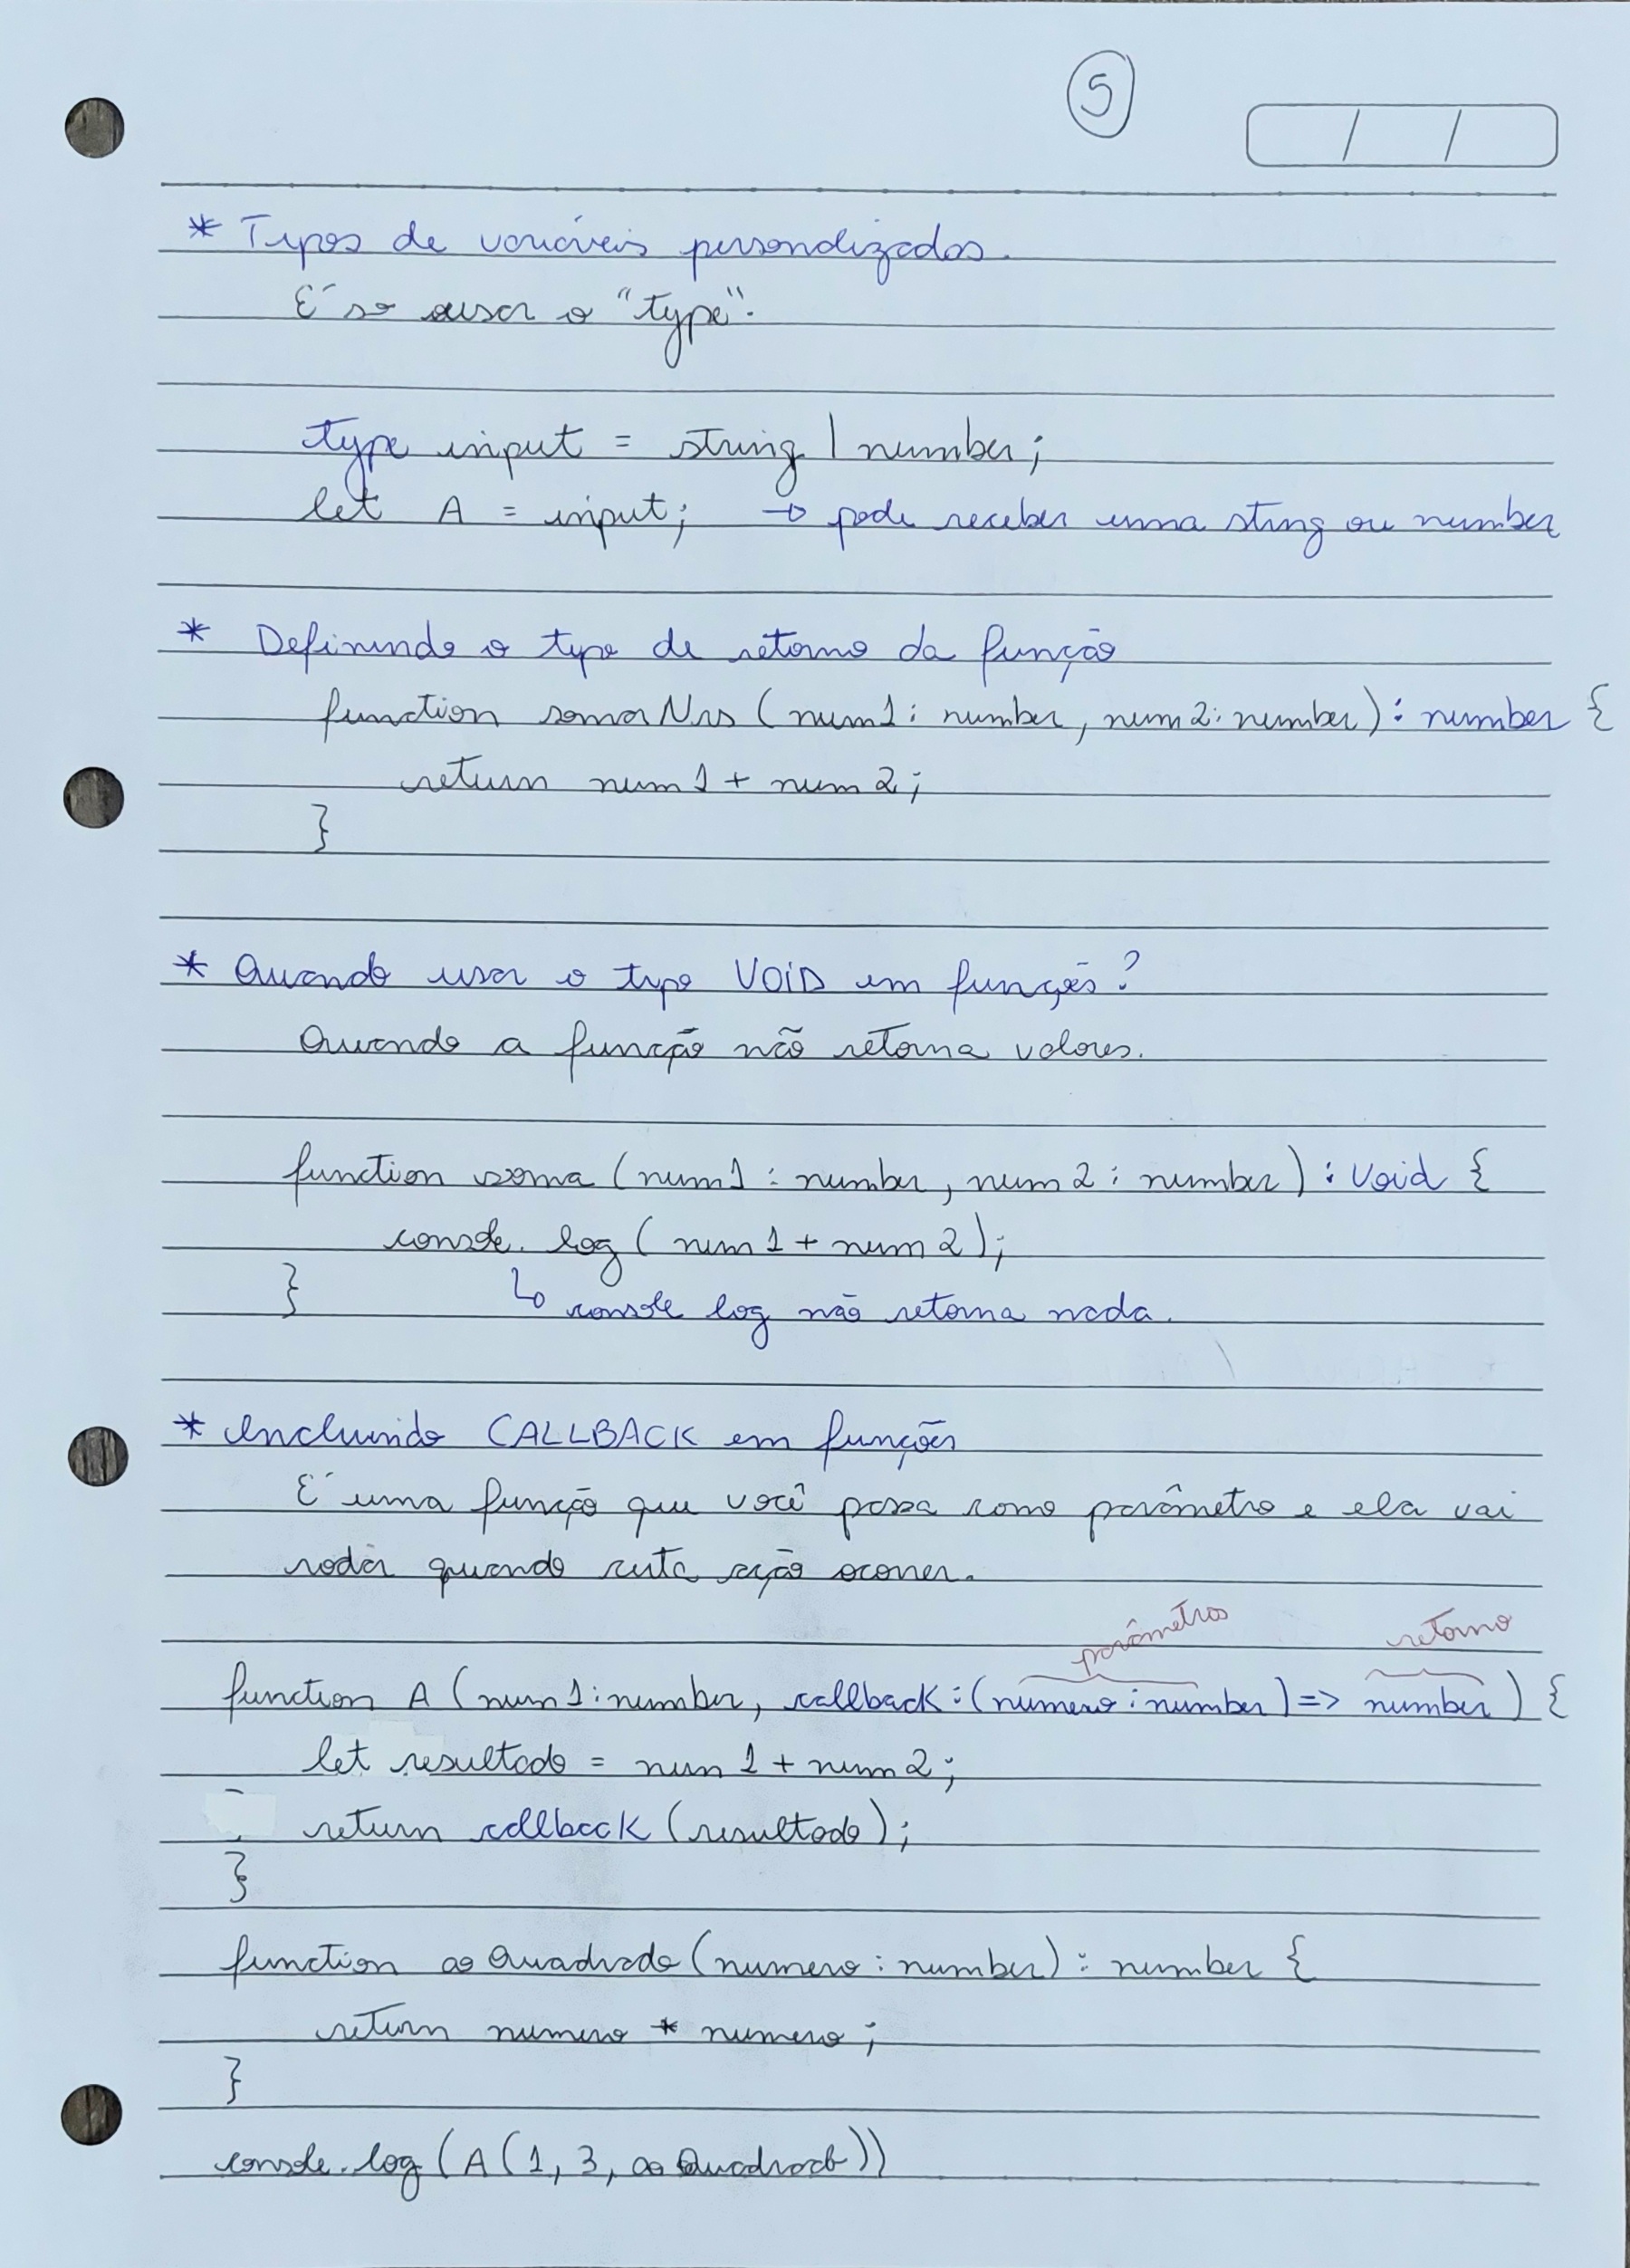 5
* Tipos de variáveis personalizados.
É só usar o "type".
type input = string | number;
let A = input; → pode receber uma string ou number
* Definindo o tipo de retorno da função
function somaNrs (num1: number, num2: number): number {
return num1 + num2;
}
* Quando usar o tipo VOID em funções?
Quando a função não retorna valores.
function soma (num1: number, num2: number): void {
console.log (num1 + num2);
}
↳ console log não retorna nada.
* Incluindo CALLBACK em funções
É uma função que você passa como parâmetro e ela vai
rodar quando certa ação ocorrer.
parâmetros retorno
function A (num1: number, callback: (numero: number) => number) {
let resultado = num1 + num2;
return callback (resultado);
}
function aoQuadrado (numero: number): number {
return numero * numero;
}
console.log (A (1, 3, aoQuadrado))